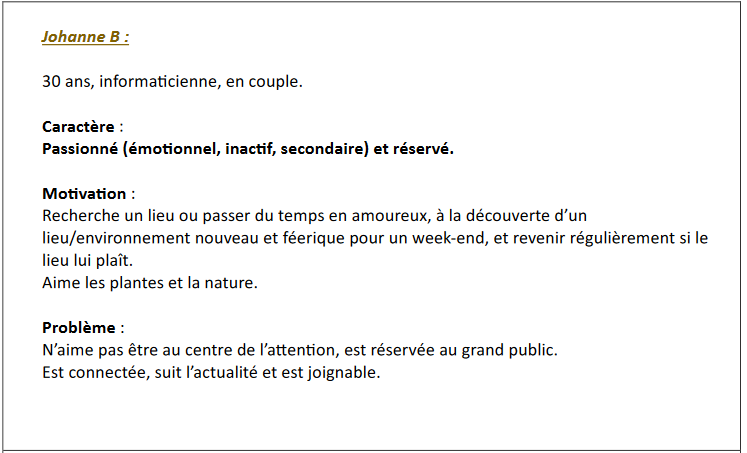 Johanne B :
30 ans, informaticienne, en couple.
Caractère :
Passionné (émotionnel, inactif, secondaire) et réservé.
Motivation :
Recherche un lieu ou passer du temps en amoureux, à la découverte d’un
lieu/environnement nouveau et féerique pour un week-end, et revenir régulièrement si le
lieu lui plaît.
Aime les plantes et la nature.
Problème :
N’aime pas être au centre de l’attention, est réservée au grand public.
Est connectée, suit l’actualité et est joignable.